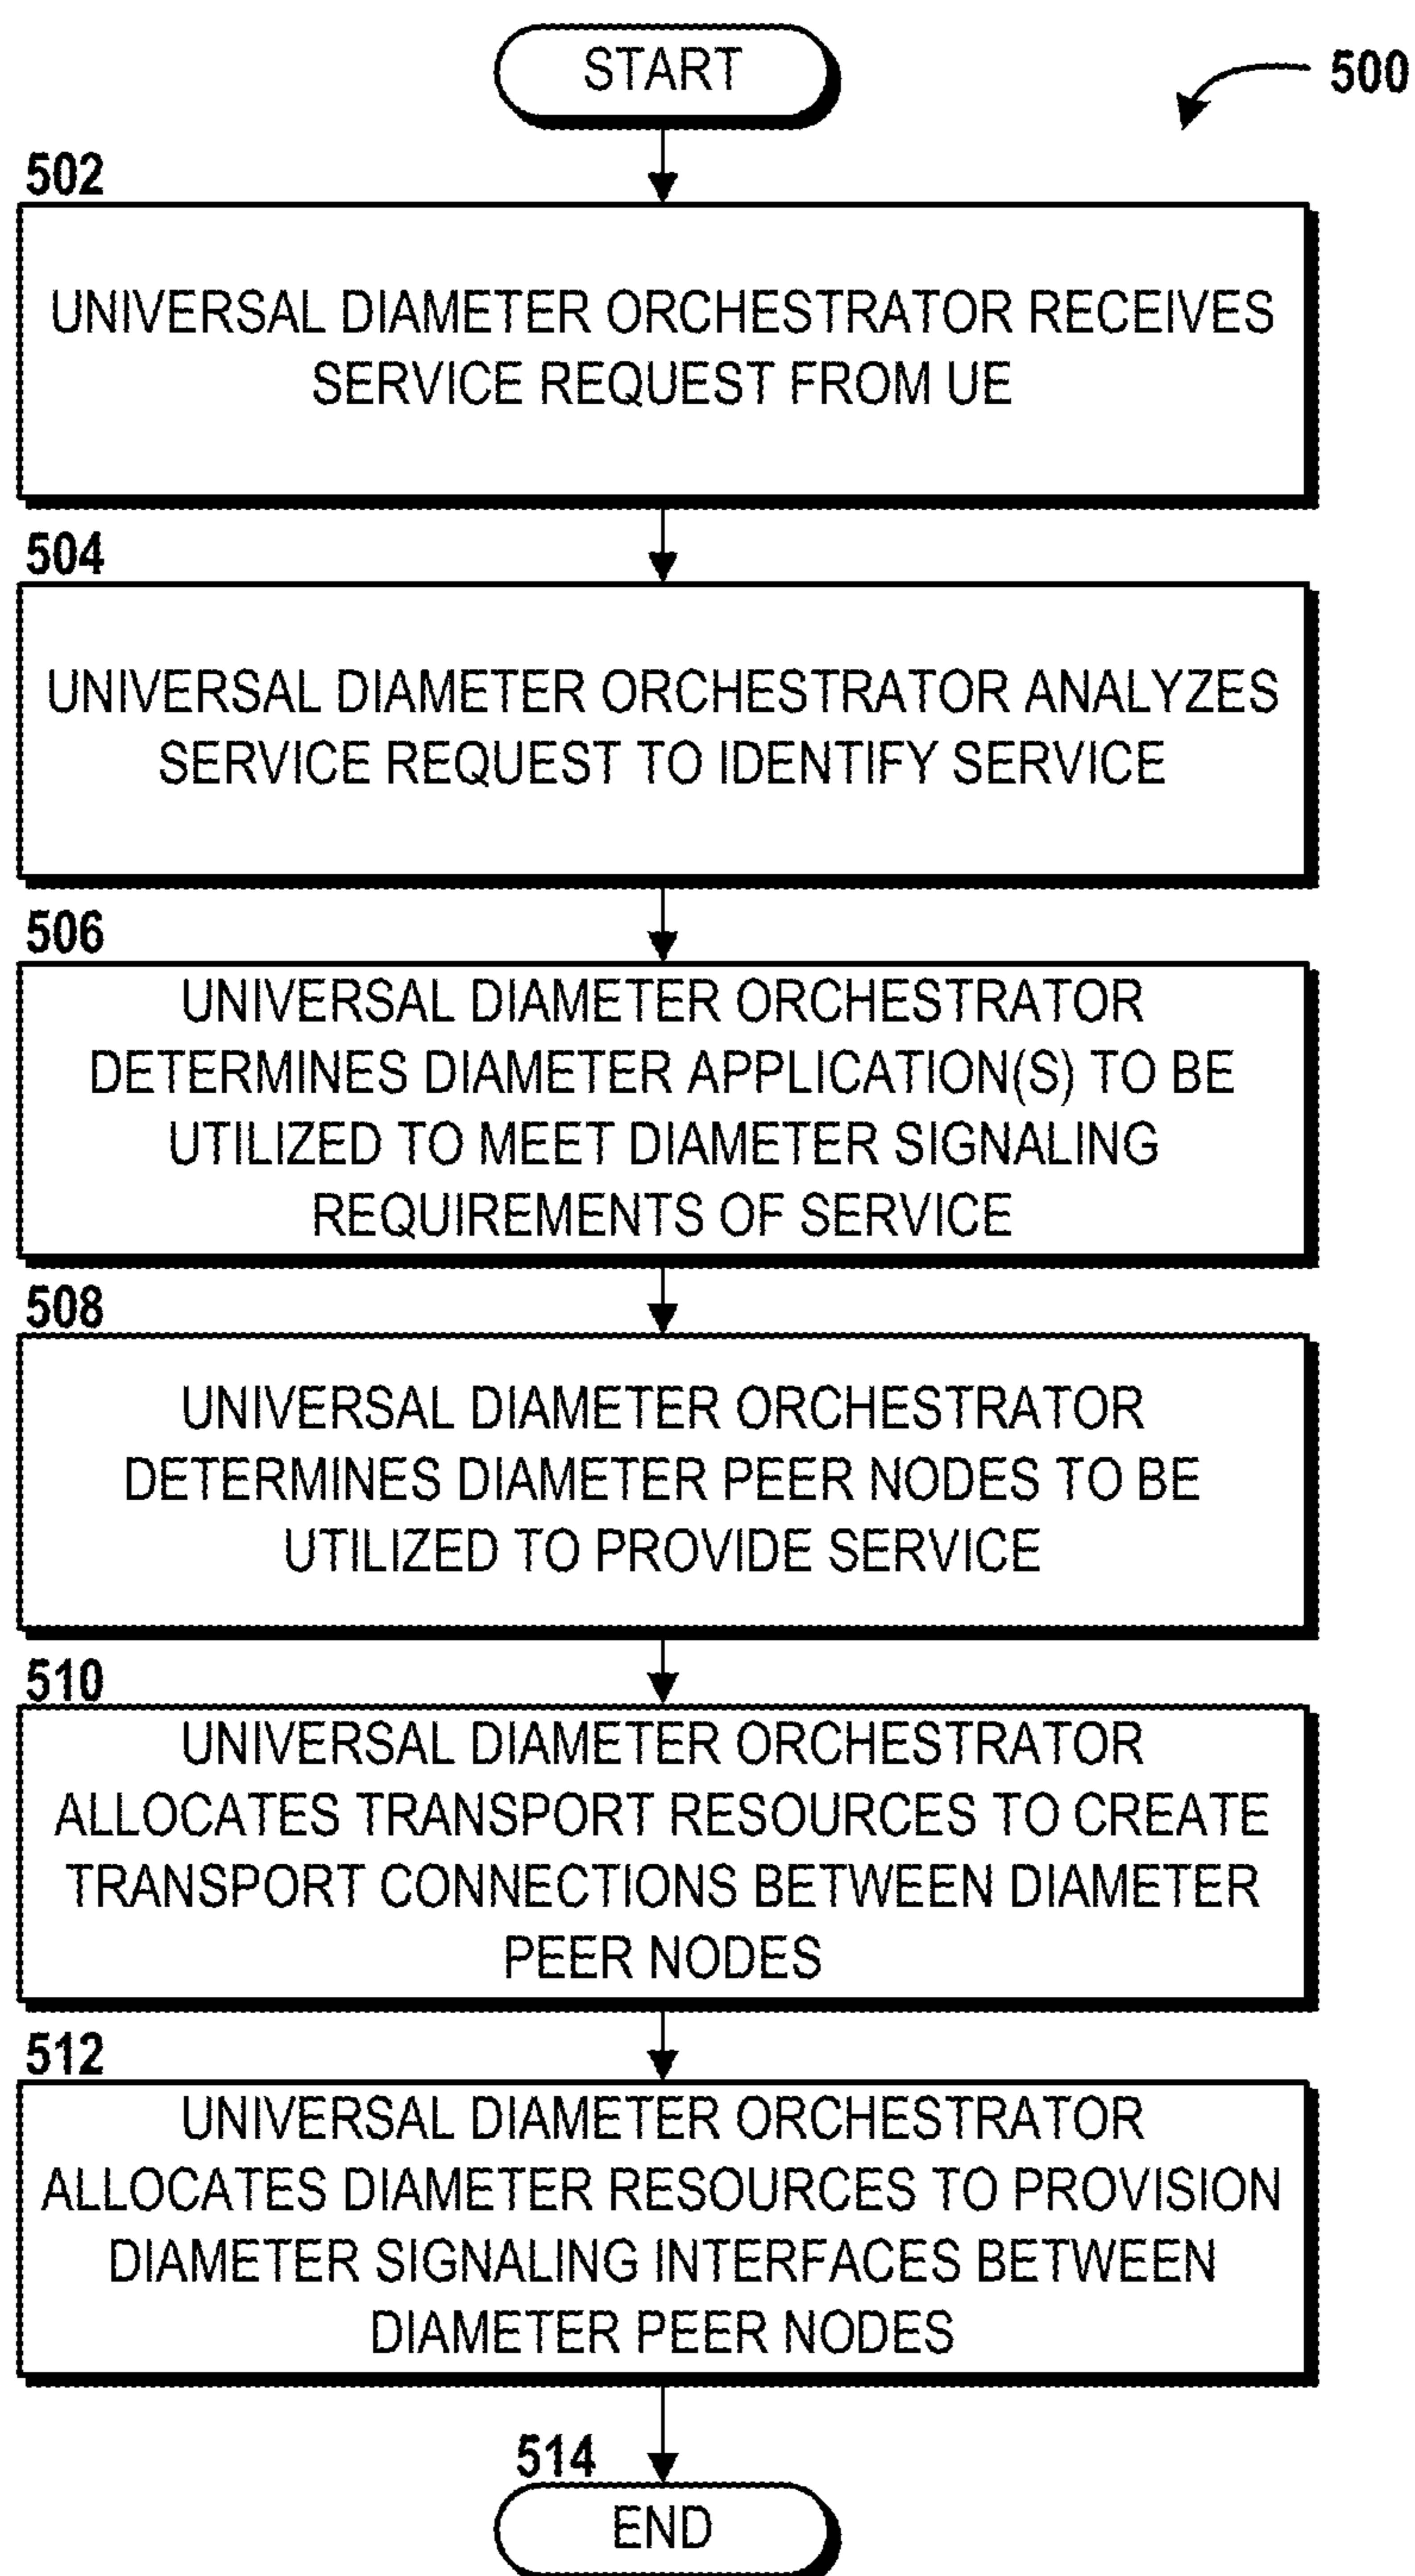 START
500
502
UNIVERSAL DIAMETER ORCHESTRATOR RECEIVES
SERVICE REQUEST FROM UE
504
UNIVERSAL DIAMETER ORCHESTRATOR ANALYZES
SERVICE REQUEST TO IDENTIFY SERVICE
506
UNIVERSAL DIAMETER ORCHESTRATOR
DETERMINES DIAMETER APPLICATION(S) TO BE
UTILIZED TO MEET DIAMETER SIGNALING
REQUIREMENTS OF SERVICE
508
UNIVERSAL DIAMETER ORCHESTRATOR
DETERMINES DIAMETER PEER NODES TO BE
UTILIZED TO PROVIDE SERVICE
510
UNIVERSAL DIAMETER ORCHESTRATOR
ALLOCATES TRANSPORT RESOURCES TO CREATE
TRANSPORT CONNECTIONS BETWEEN DIAMETER
PEER NODES
512
UNIVERSAL DIAMETER ORCHESTRATOR
ALLOCATES DIAMETER RESOURCES TO PROVISION
DIAMETER SIGNALING INTERFACES BETWEEN
DIAMETER PEER NODES
514
END